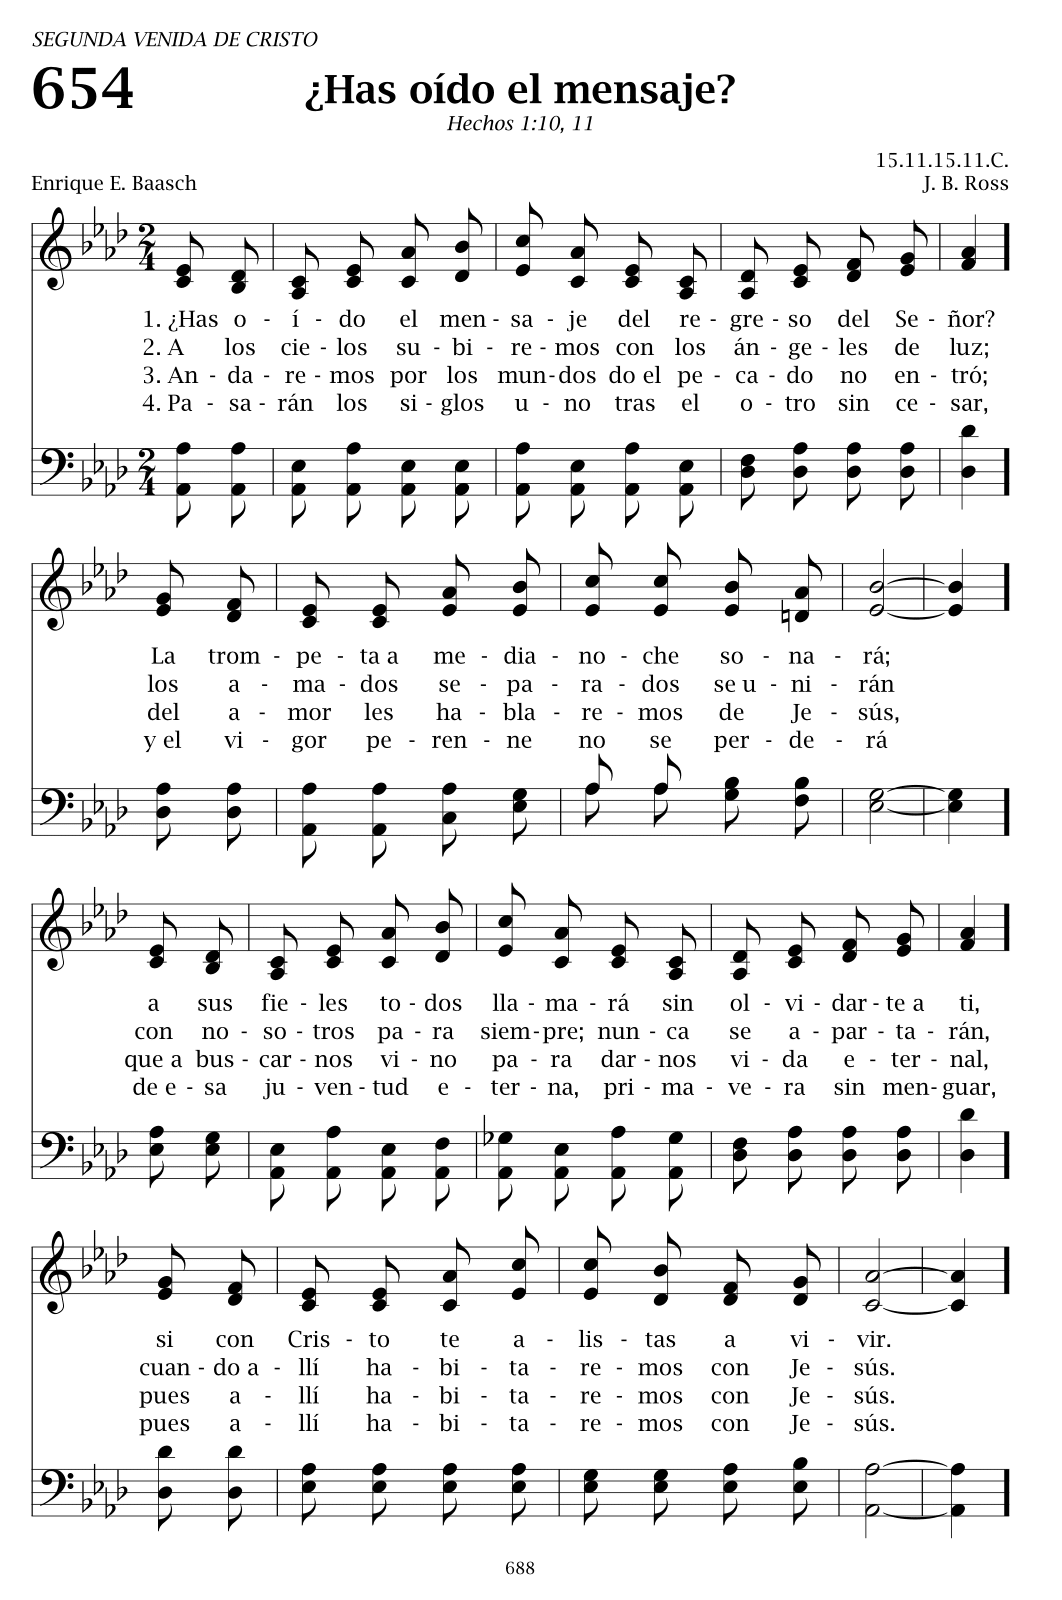 SEGUNDA VENIDA DE CRISTO
654 ¿Has oído el mensaje?
Hechos 1:10, 11
15.11.15.11.C.
Enrique E. Baasch J. B. Ross
1. ¿Has o - í - do el men - sa - je del re - gre - so del Se - ñor?
2. A los cie - los su - bi - re - mos con los án - ge - les de luz;
3. An - da - re - mos por los mun - dos do el pe - ca - do no en - tró;
4. Pa - sa - rán los si - glos u - no tras el o - tro sin ce - sar,
La trom - pe - ta a me - dia - no - che so - na - rá;
los a - ma - dos se - pa - ra - dos se u - ni - rán
del a - mor les ha - bla - re - mos de Je - sús,
y el vi - gor pe - ren - ne no se per - de - rá
a sus fie - les to - dos lla - ma - rá sin ol - vi - dar - te a ti,
con no - so - tros pa - ra siem - pre; nun - ca se a - par - ta - rán,
que a bus - car - nos vi - no pa - ra dar - nos vi - da e - ter - nal,
de e - sa ju - ven - tud e - ter - na, pri - ma - ve - ra sin men - guar,
si con Cris - to te a - lis - tas a vi - vir.
cuan - do a - llí ha - bi - ta - re - mos con Je - sús.
pues a - llí ha - bi - ta - re - mos con Je - sús.
pues a - llí ha - bi - ta - re - mos con Je - sús.
688